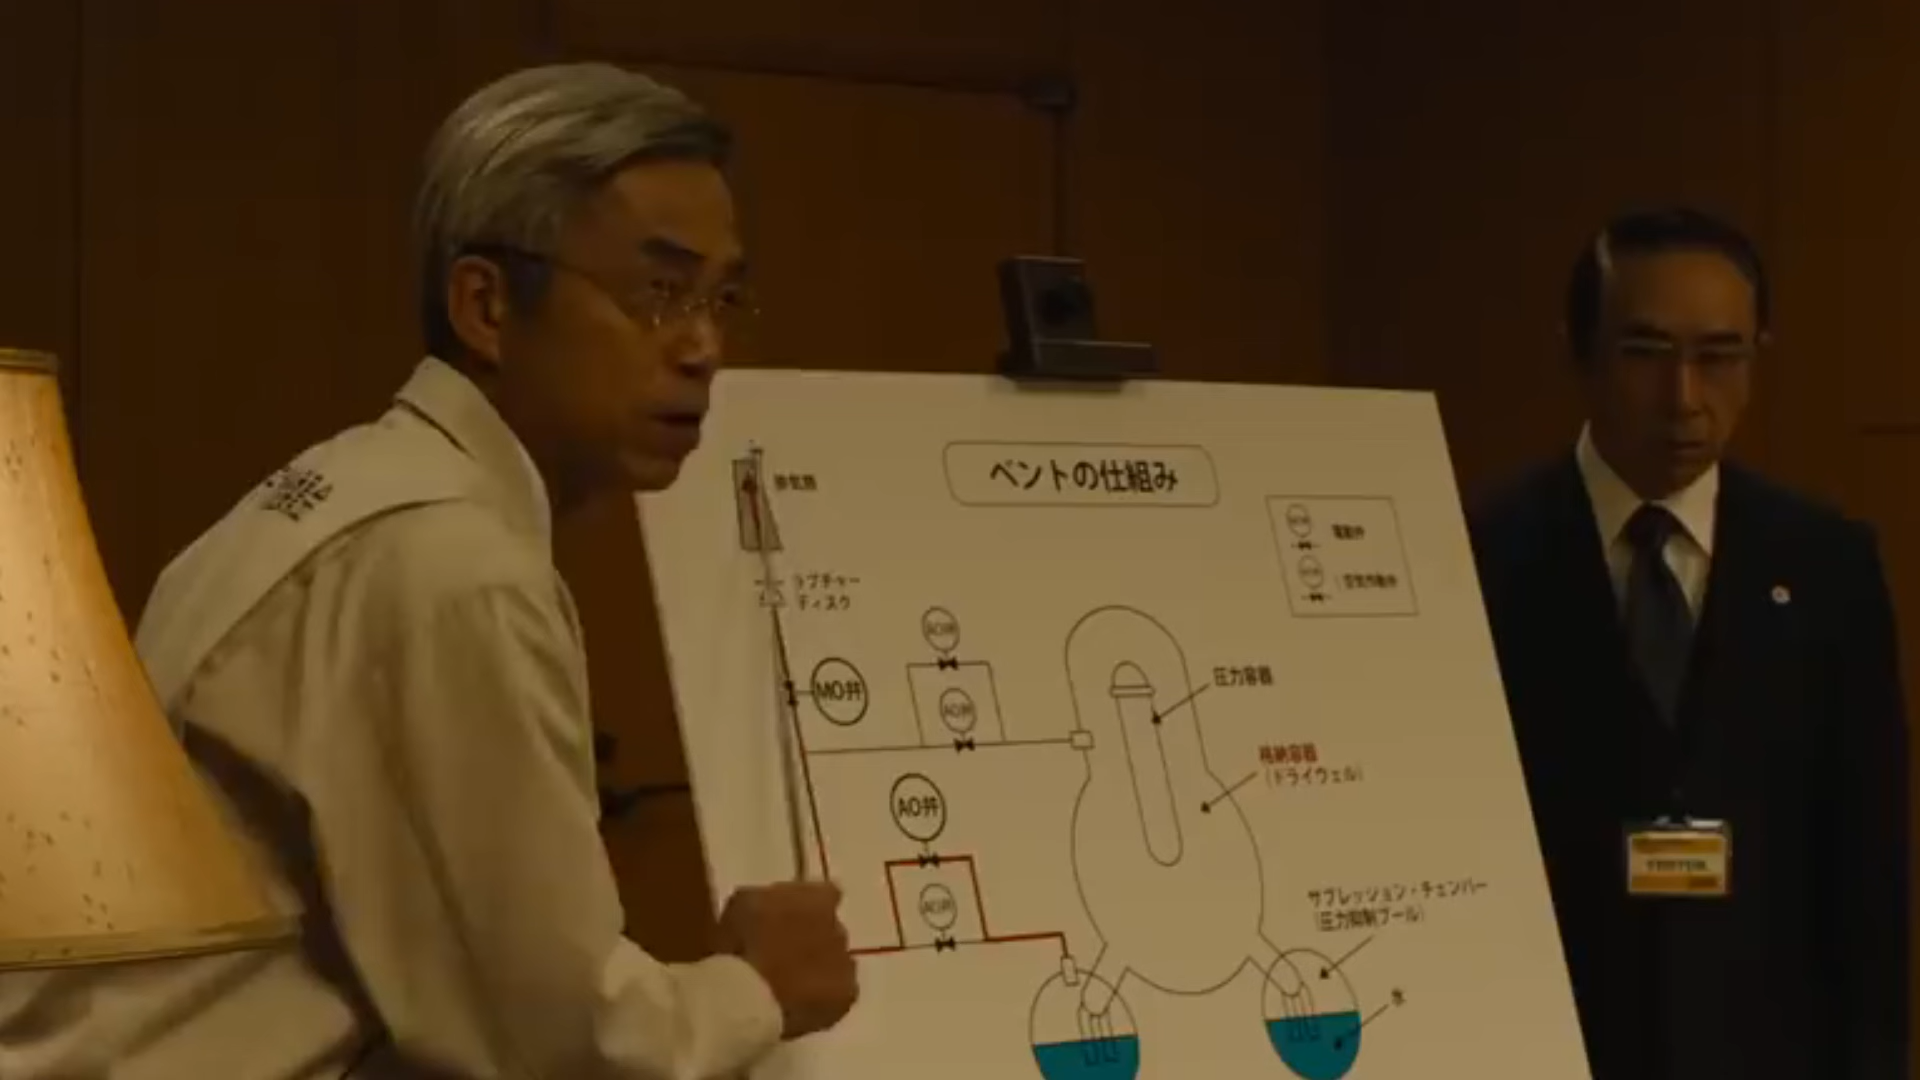 ベントの仕組み
排気筒
電動弁
ラプチャー
ディスク
空気作動弁
AO弁
MO弁
AO弁
圧力容器
格納容器
(ドライウェル)
AO弁
AO弁
サプレッション・チェンバー
(圧力抑制プール)
水